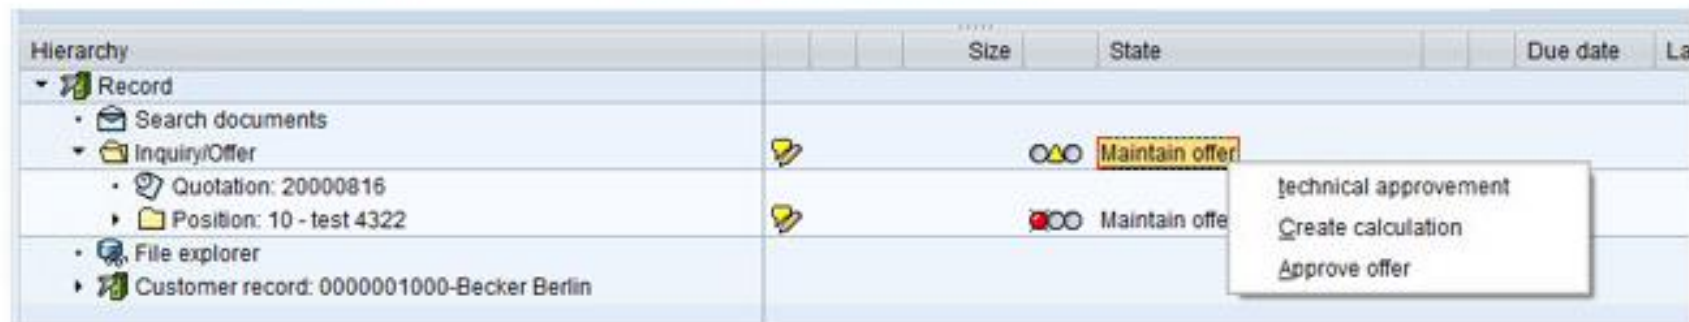 Hierarchy Size State Due date La
Record
Search documents
Inquiry/Offer Maintain offer
technical approvement
Quotation: 20000816
Position: 10 - test 4322 Maintain offe
Create calculation
File explorer
Approve offer
Customer record: 0000001000-Becker Berlin